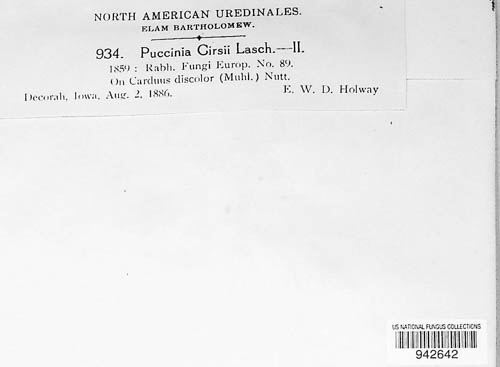 NORTH AMERICAN UREDINALES.
ELAM BARTHOLOMEW.
934. Puccinia Cirsii Lasch.—II.
1859 : Rabh. Fungi Europ. No. 89.
On Carduus discolor (Muhl.) Nutt.
Decorah, Iowa, Aug. 2, 1886. E. W. D. Holway
US NATIONAL FUNGUS COLLECTIONS
942642